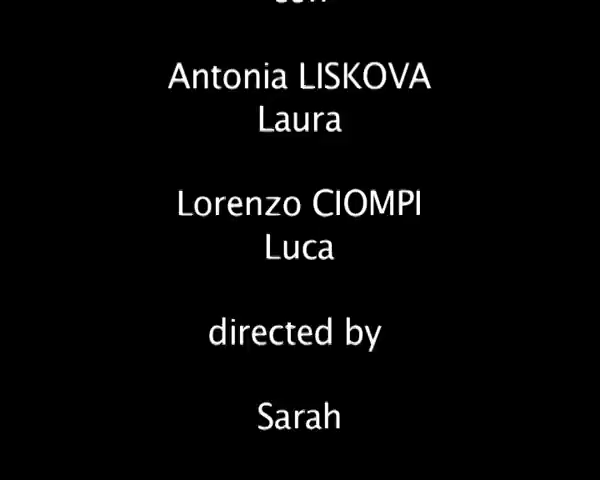 Antonia LISKOVA
Laura
Lorenzo CIOMPI
Luca
directed by
Sarah